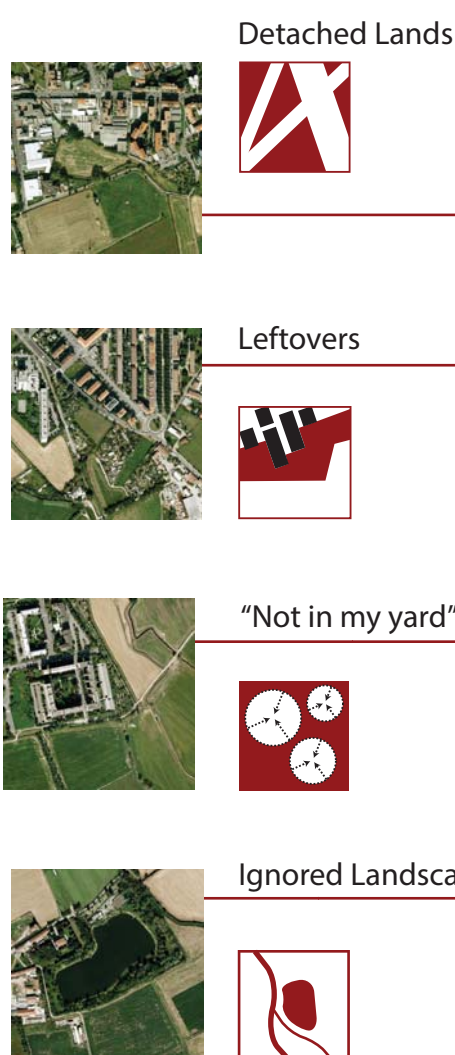 Detached Lands
Leftovers
“Not in my yard”
Ignored Landsca